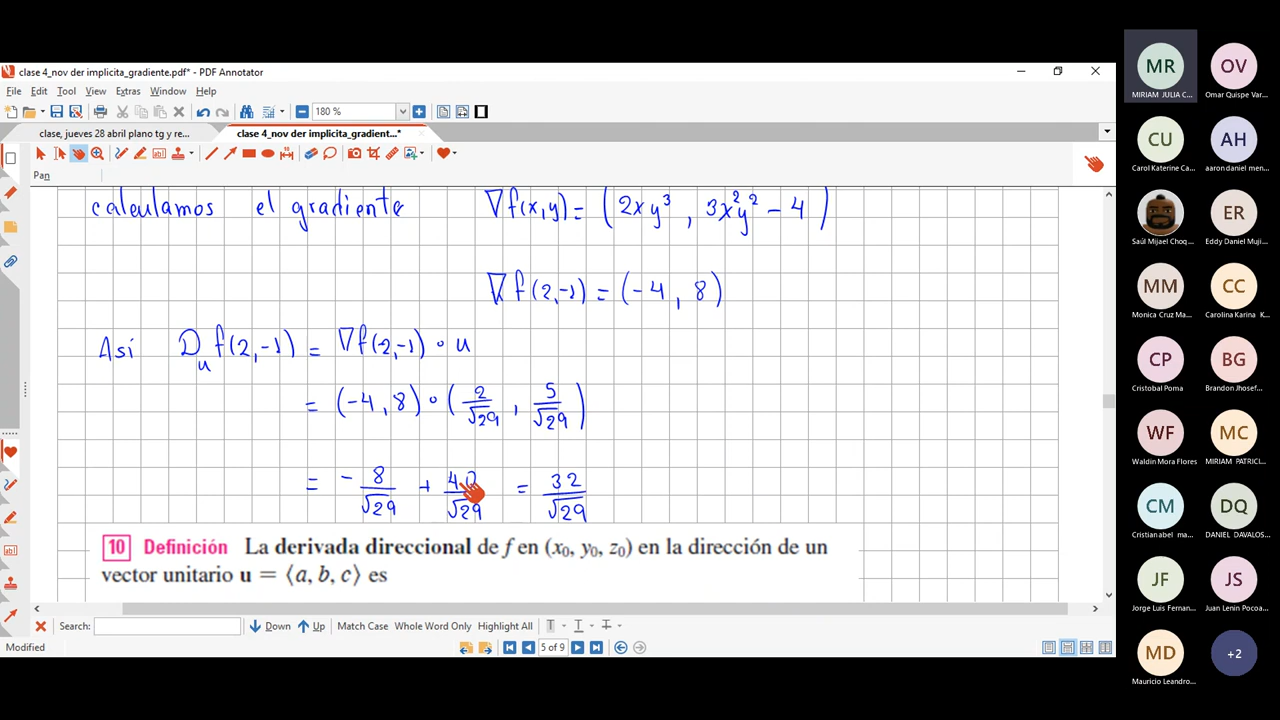 clase 4_nov der implicita_gradiente.pdf* - PDF Annotator
File Edit Tool View Extras Window Help
180 %
clase, jueves 28 abril plano tg y re...
clase 4_nov der implicita_gradient...*
Pan
calculamos el gradiente ∇f(x,y) = (2xy³, 3x²y² - 4)
∇f(2,-1) = (-4, 8)
Así D_u f(2,-1) = ∇f(2,-1) • u
= (-4, 8) • (2/√29, 5/√29)
= -8/√29 + 40/√29 = 32/√29
10 Definición La derivada direccional de f en (x₀, y₀, z₀) en la dirección de un
vector unitario u = ⟨a, b, c⟩ es
Search: Down Up Match Case Whole Word Only Highlight All T T T
Modified
5 of 9
MR
MIRIAM JULIA C...
OV
Omar Quispe Var...
CU
Carol Katerine Ca...
AH
aaron daniel men...
Saúl Mijael Choq...
ER
Eddy Daniel Muji...
MM
Monica Cruz Ma...
CC
Carolina Karina K...
CP
Cristobal Poma
BG
Brandon Jhosef...
WF
Waldin Mora Flores
MC
MIRIAM PATRICI...
CM
Cristian abel ma...
DQ
DANIEL DAVALOS...
JF
Jorge Luis Fernan...
JS
Juan Lenin Pocoa...
MD
Mauricio Leandro...
+2